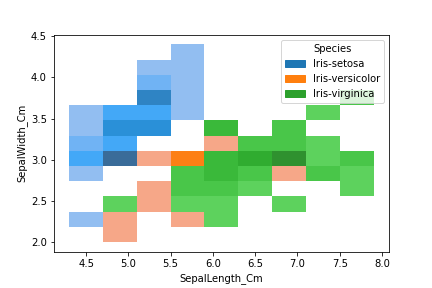 4.5
4.0
3.5
3.0
2.5
2.0
SepalWidth_Cm
Species
Iris-setosa
Iris-versicolor
Iris-virginica
4.5 5.0 5.5 6.0 6.5 7.0 7.5 8.0
SepalLength_Cm